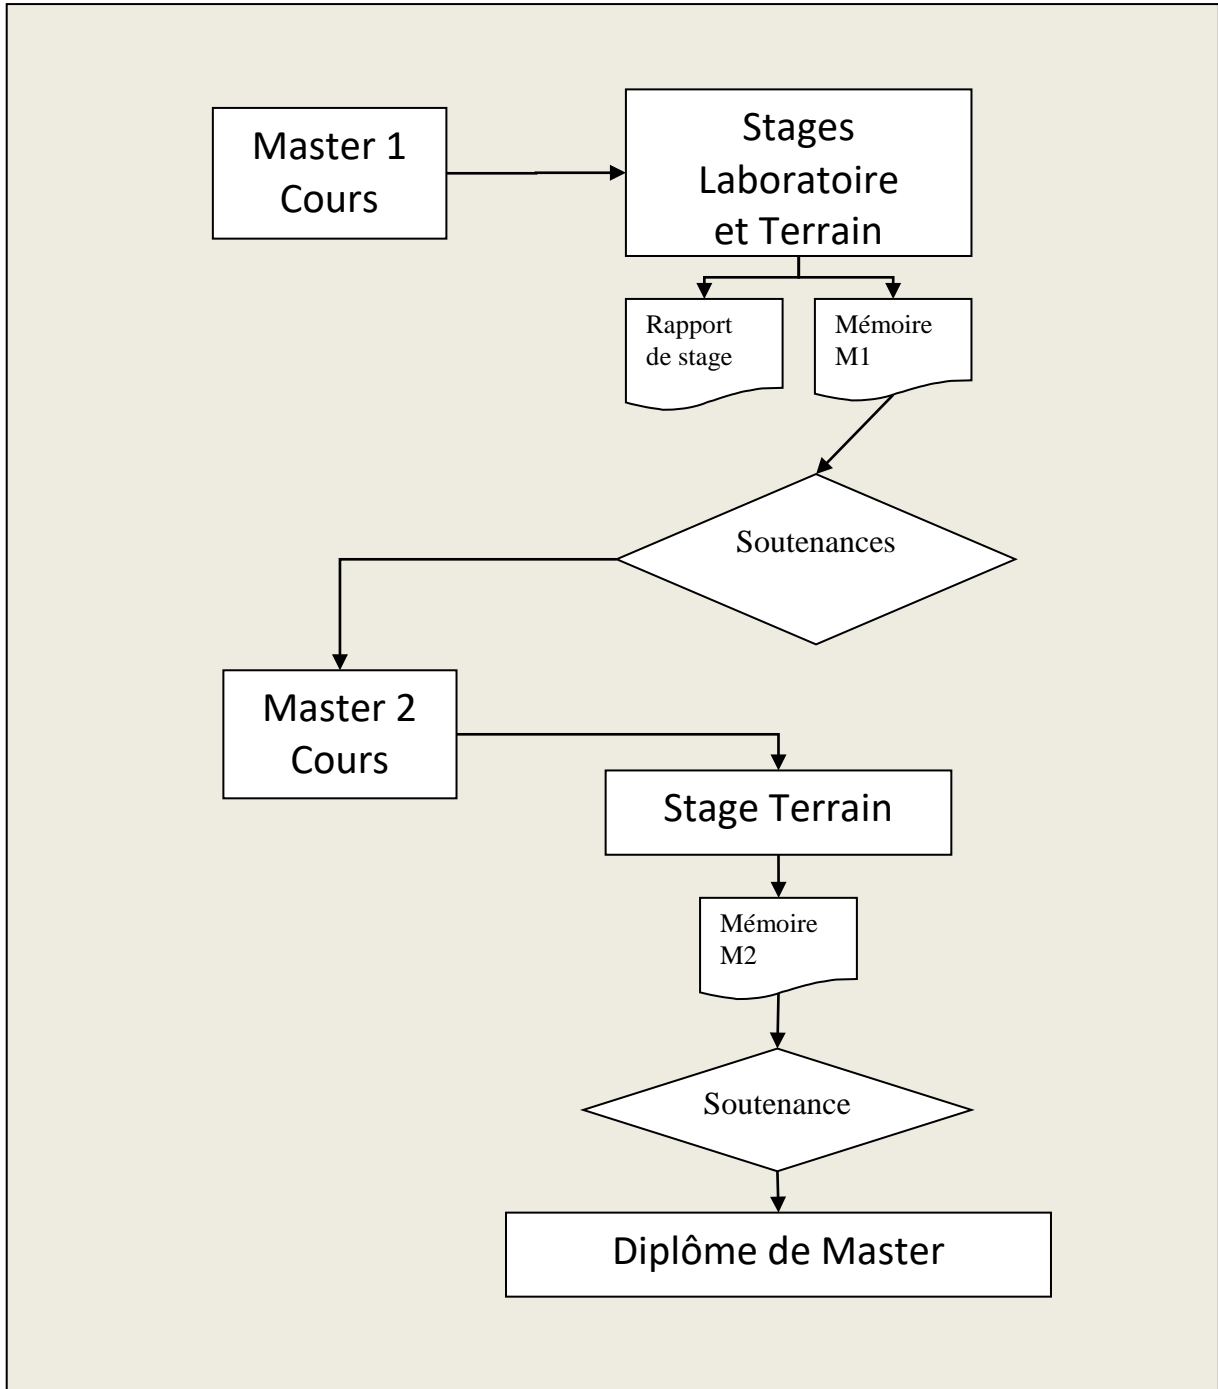 Master 1
Cours
Stages
Laboratoire
et Terrain
Rapport
de stage
Mémoire
M1
Soutenances
Master 2
Cours
Stage Terrain
Mémoire
M2
Soutenance
Diplôme de Master